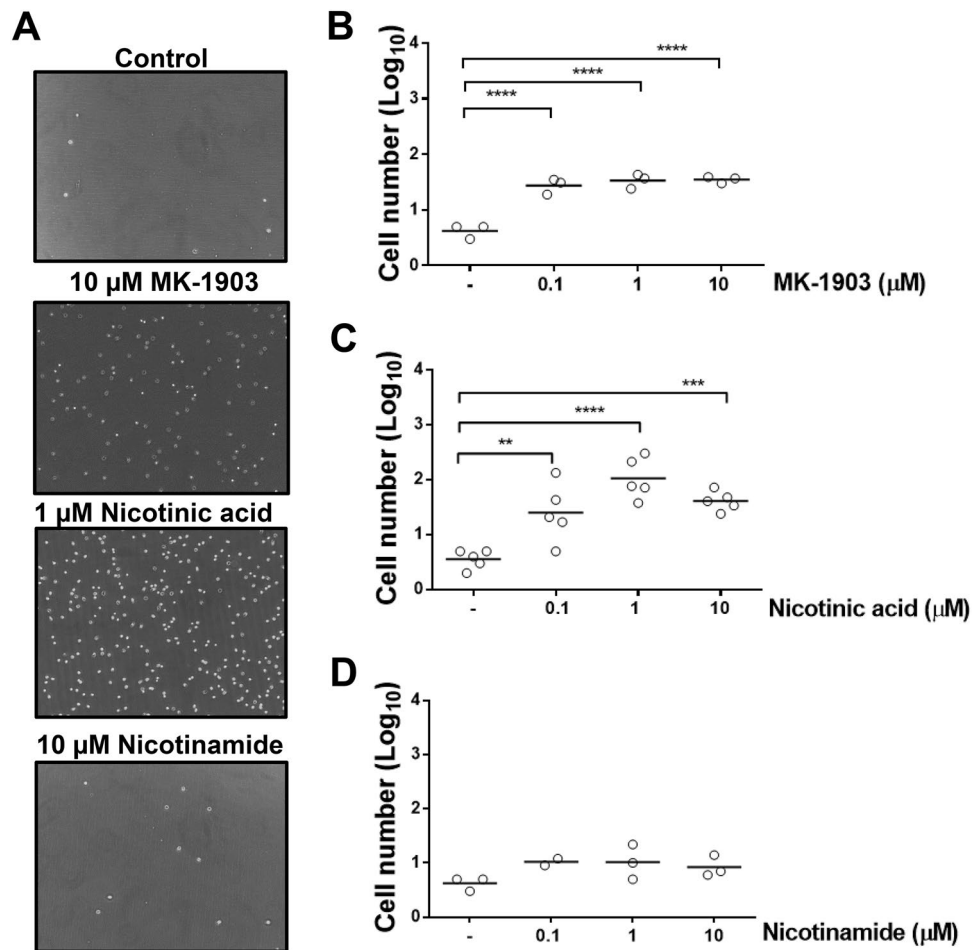 A
Control
10 µM MK-1903
1 µM Nicotinic acid
10 µM Nicotinamide
B
Cell number (Log10)
4
3
2
1
0
****
****
****
- 0.1 1 10
MK-1903 (µM)
C
Cell number (Log10)
4
3
2
1
0
***
****
**
- 0.1 1 10
Nicotinic acid (µM)
D
Cell number (Log10)
4
3
2
1
0
- 0.1 1 10
Nicotinamide (µM)